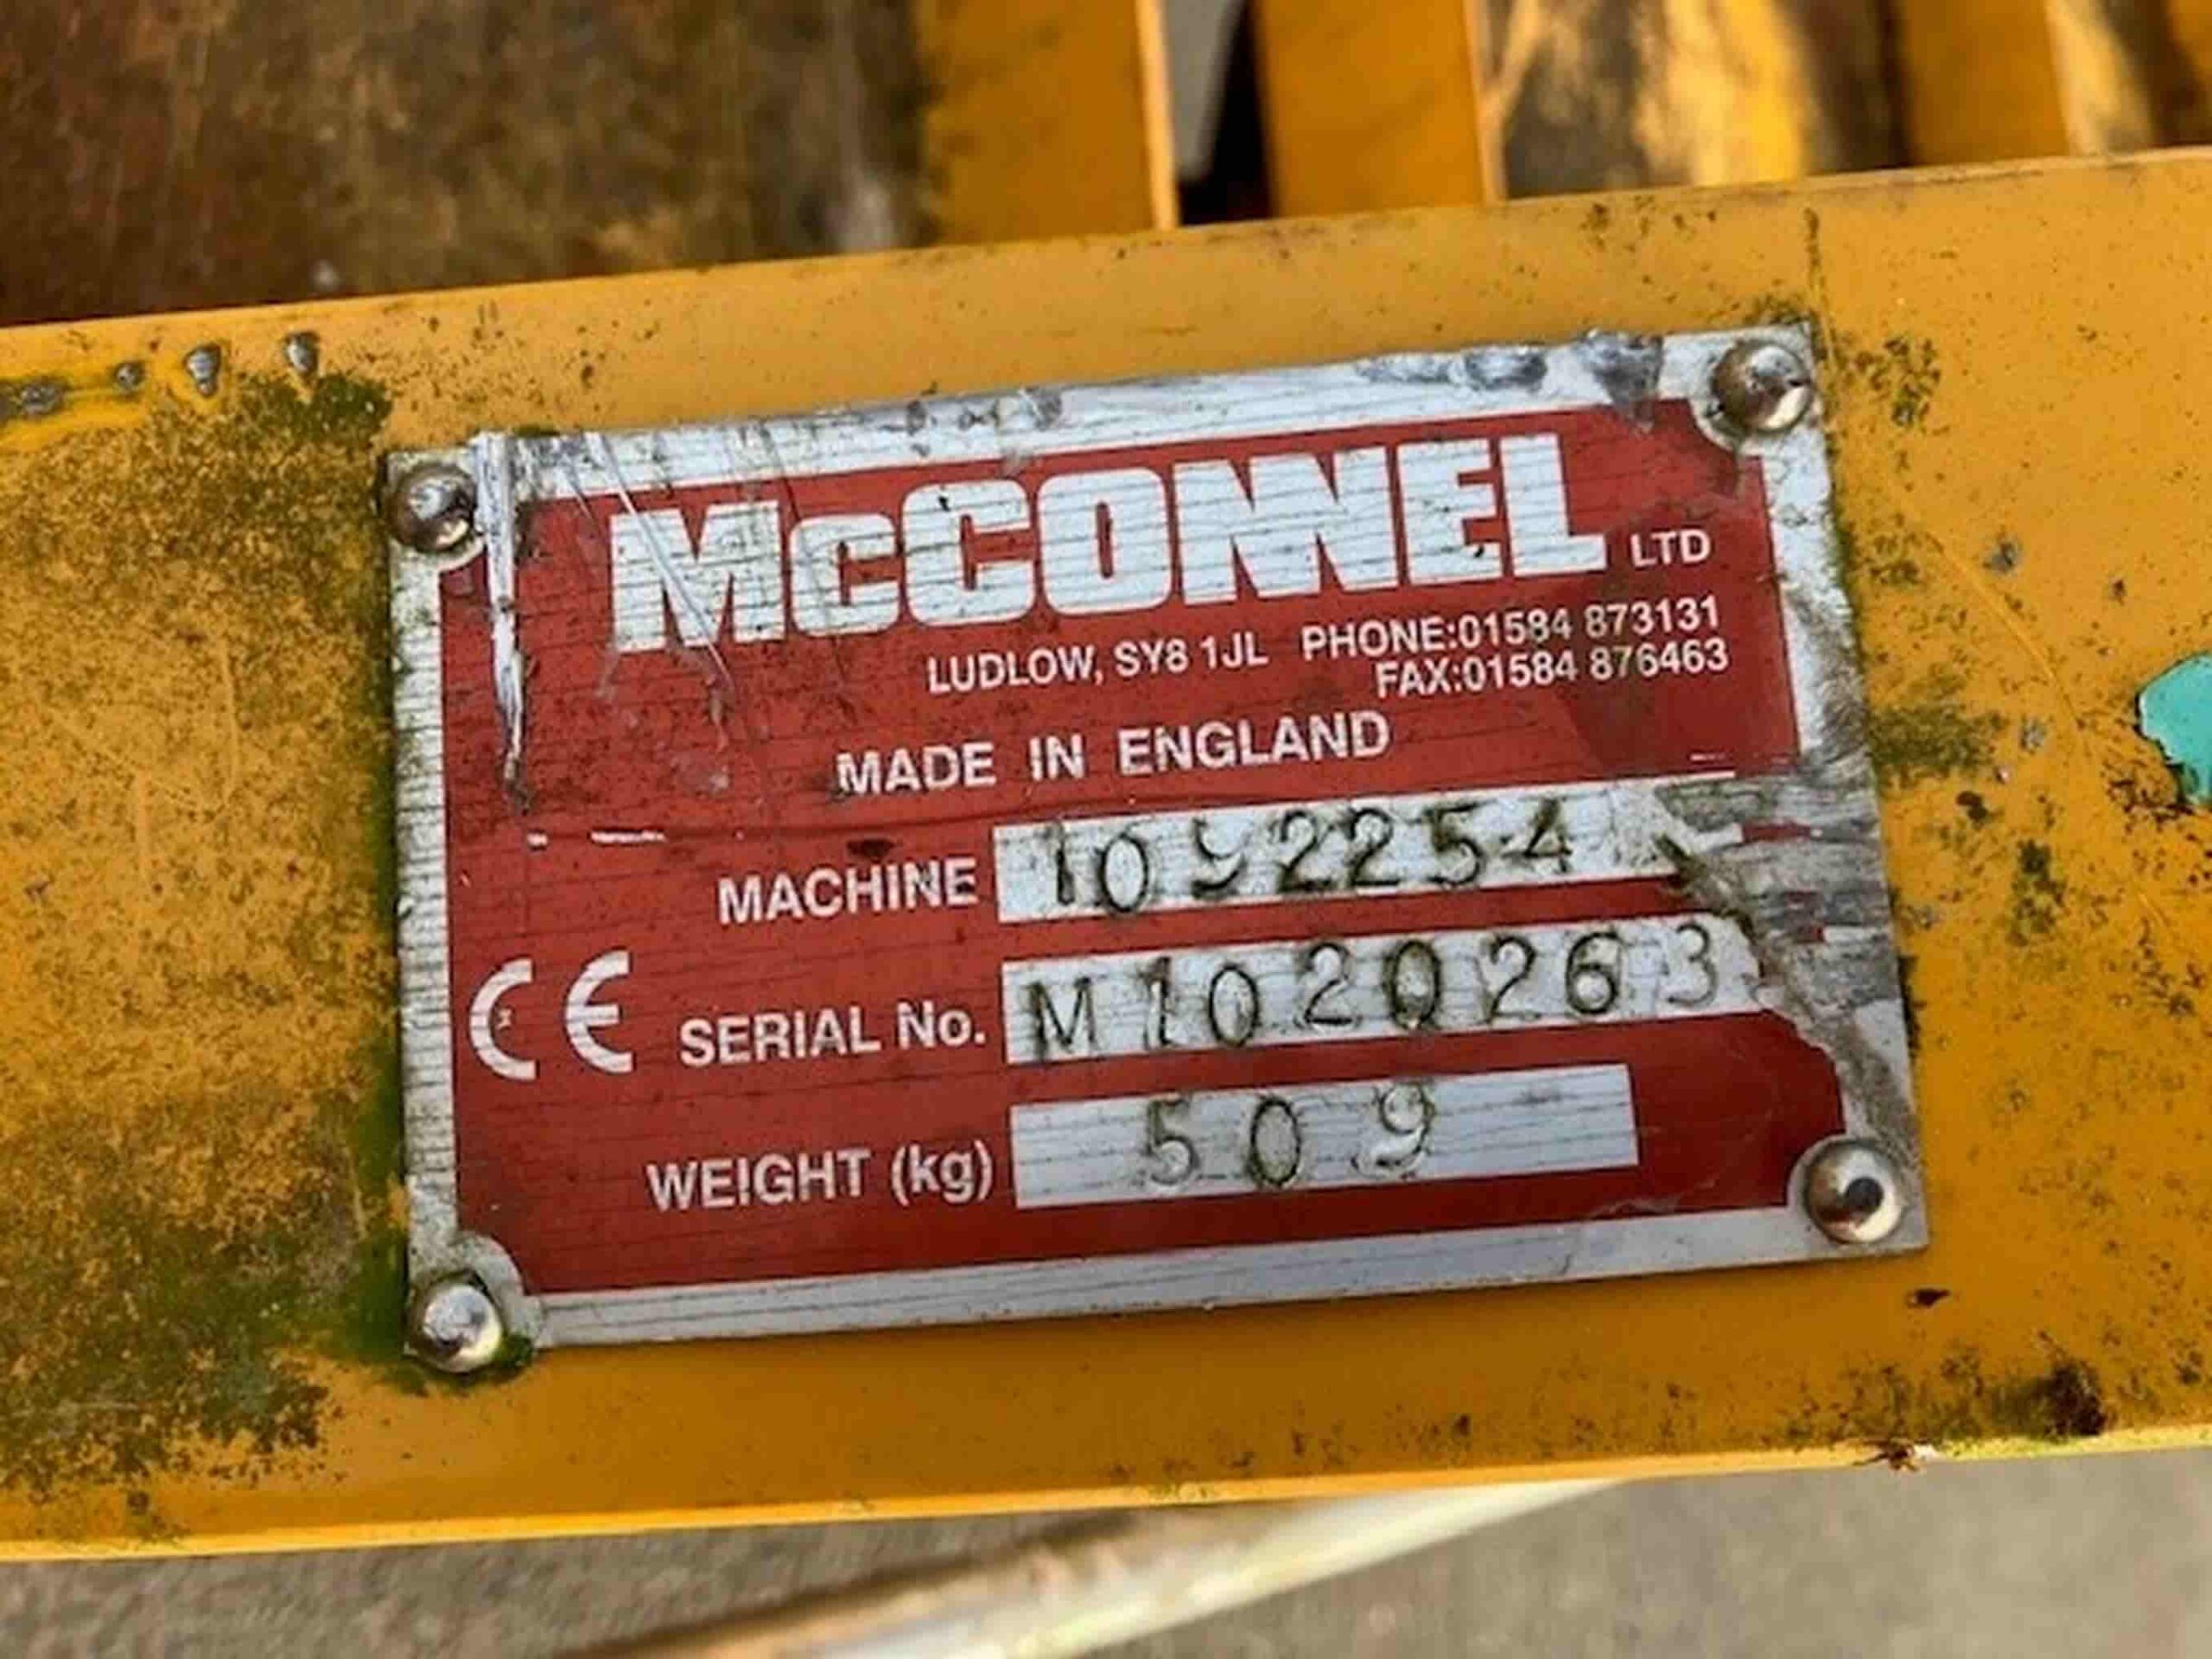 McCONNEL LTD
LUDLOW, SY8 1JL PHONE:01584 873131
FAX:01584 876463
MADE IN ENGLAND
MACHINE 1092254
CE SERIAL No. M1020263
WEIGHT (kg) 509